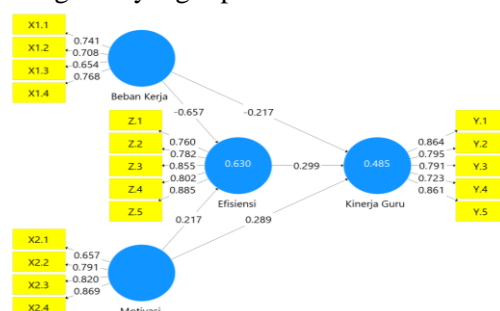 X1.1
X1.2
X1.3
X1.4
0.741
0.708
0.654
0.768
Beban Kerja
-0.657
-0.217
Z.1
Z.2
Z.3
Z.4
Z.5
0.760
0.782
0.855
0.802
0.885
0.630
Efisiensi
0.299
0.485
Kinerja Guru
0.864
0.795
0.791
0.723
0.861
Y.1
Y.2
Y.3
Y.4
Y.5
0.217
0.289
X2.1
X2.2
X2.3
X2.4
0.657
0.791
0.820
0.869
Motivasi